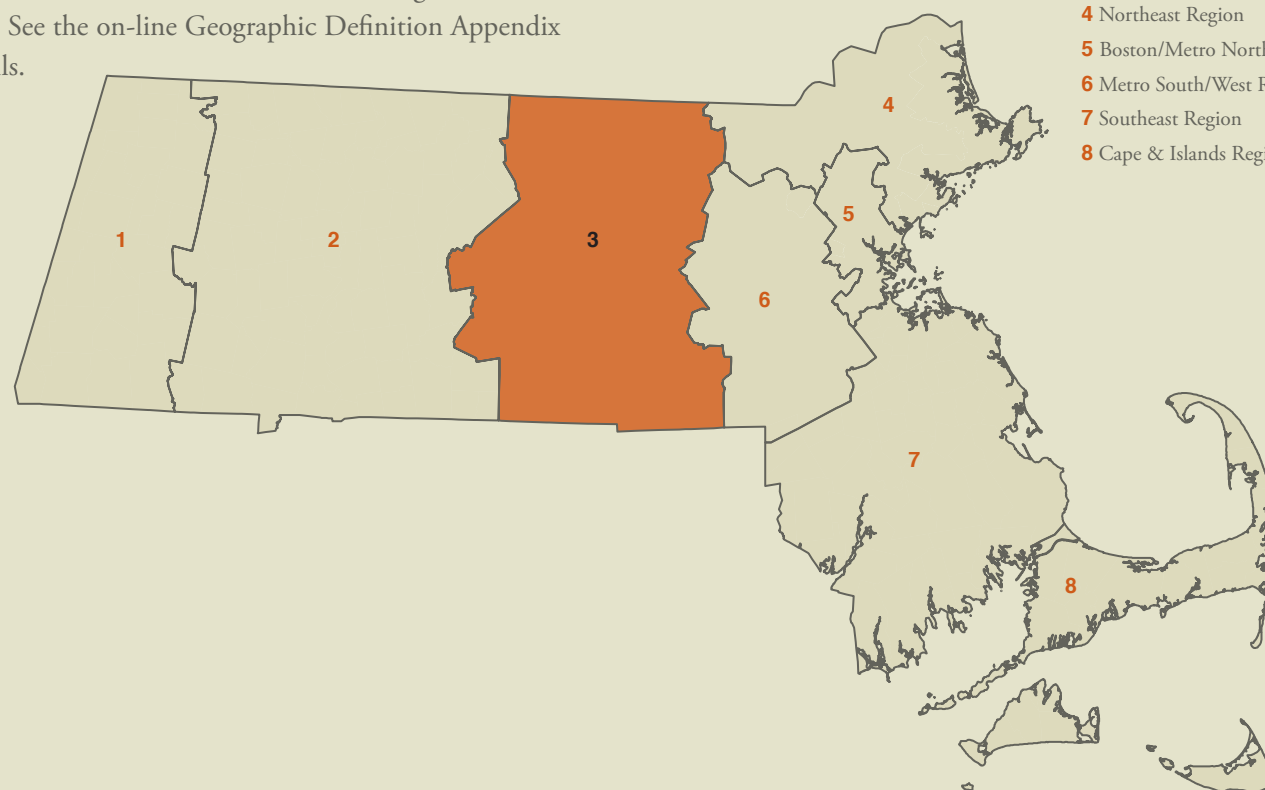 See the on-line Geographic Definition Appendix
ls.
4 Northeast Region
5 Boston/Metro North
6 Metro South/West R
7 Southeast Region
8 Cape & Islands Regi
4
5
1
2
3
6
7
8